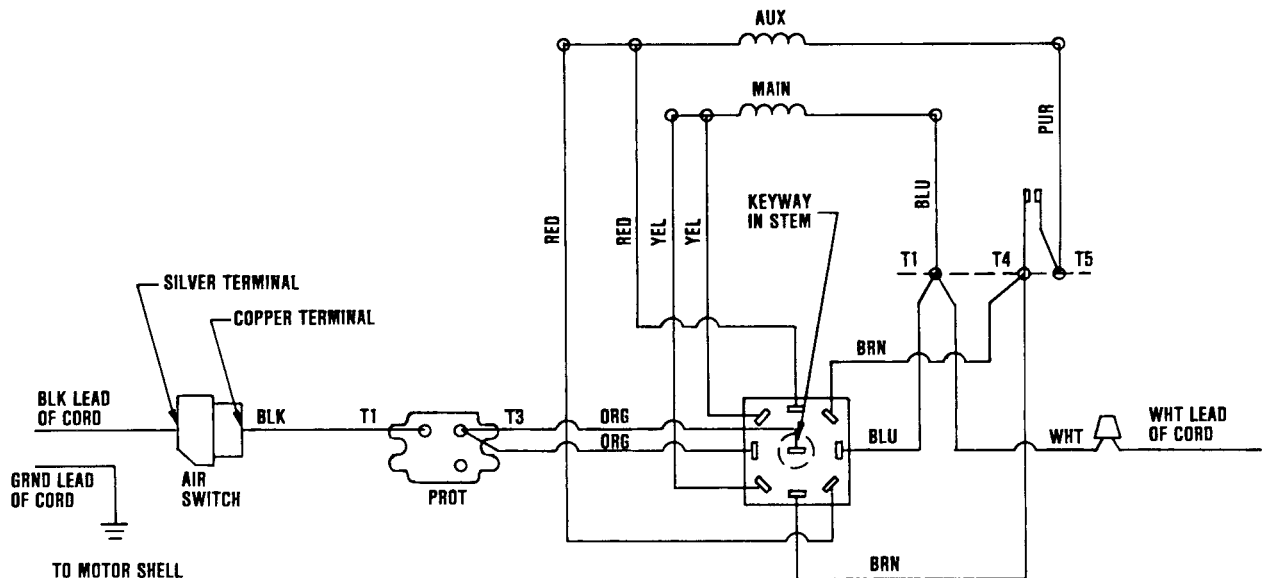 AUX
MAIN
PUR
BLU
KEYWAY
IN STEM
RED
RED
YEL
YEL
T1
T4
T5
SILVER TERMINAL
COPPER TERMINAL
BRN
BLK LEAD
OF CORD
BLK
T1
T3
ORG
ORG
BLU
WHT
WHT LEAD
OF CORD
GRND LEAD
OF CORD
AIR
SWITCH
PROT
BRN
TO MOTOR SHELL